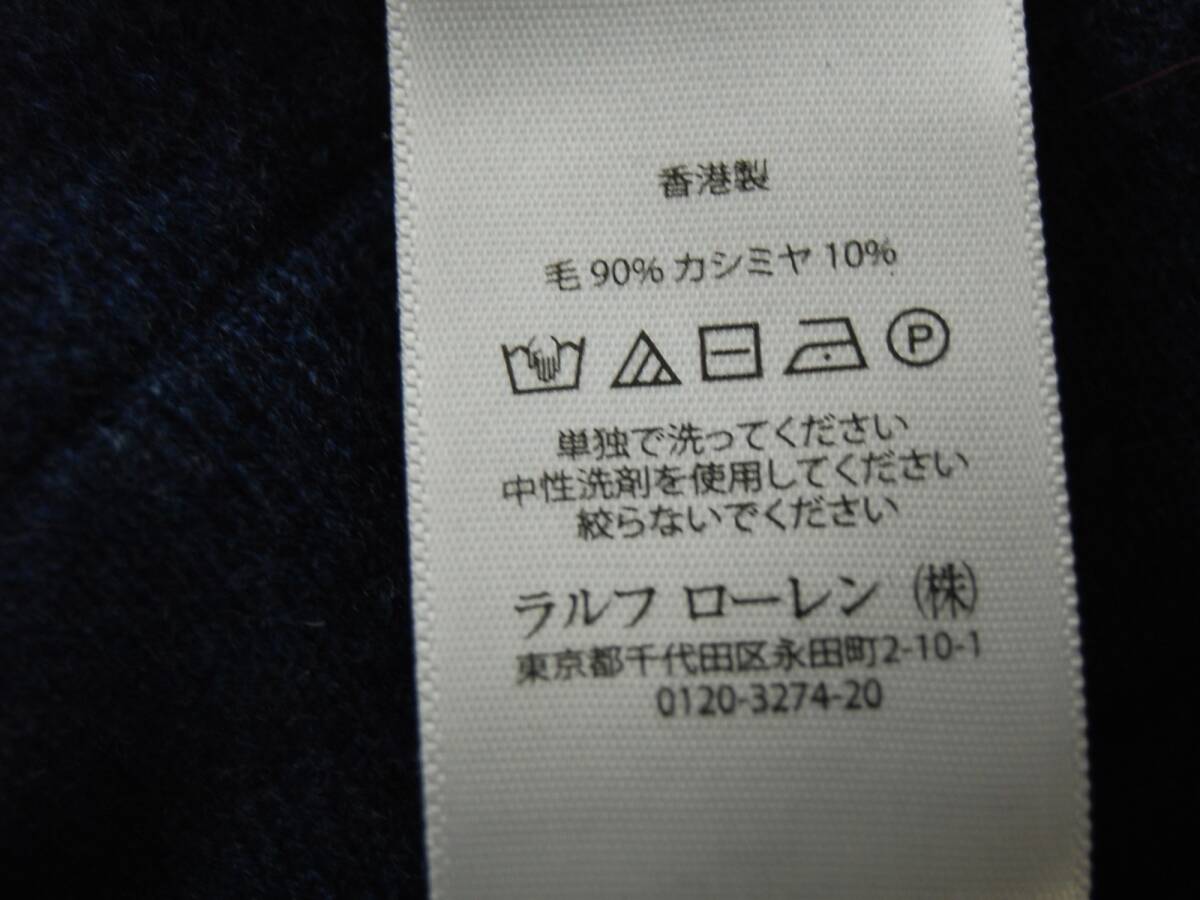 香港製
毛 90% カシミヤ 10%
P
単独で洗ってください
中性洗剤を使用してください
絞らないでください
ラルフ ローレン (株)
東京都千代田区永田町2-10-1
0120-3274-20